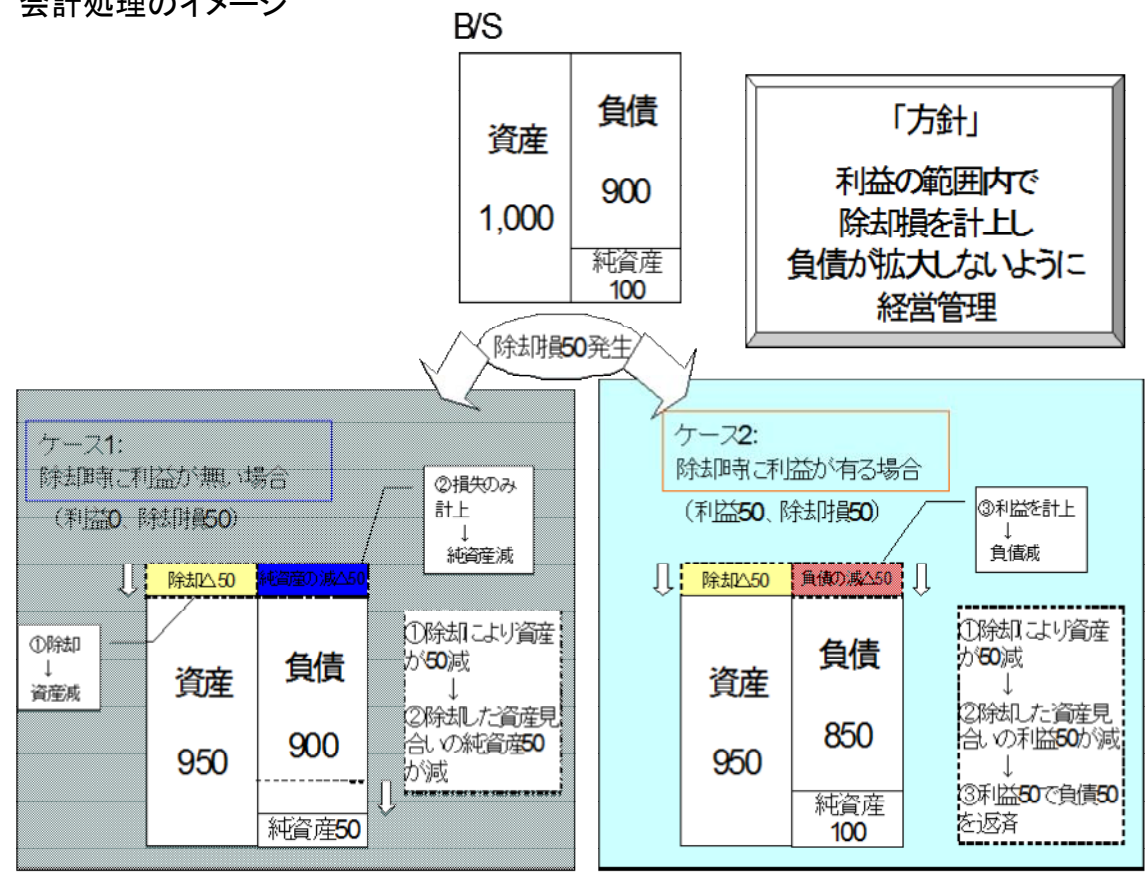 会計処理のイメージ
B/S
資産
1,000
負債
900
純資産
100
「方針」
利益の範囲内で
除却損を計上し
負債が拡大しないように
経営管理
除却損50発生
ケース1:
除却時に利益が無い場合
(利益0、除却損50)
②損失のみ
計上
↓
純資産減
除却△50
純資産の減△50
①除却
↓
資産減
資産
950
負債
900
純資産50
①除却により資産
が50減
↓
②除却した資産見
合いの純資産50
が減
ケース2:
除却時に利益が有る場合
(利益50、除却損50)
③利益を計上
↓
負債減
除却△50
負債の減△50
資産
950
負債
850
純資産
100
①除却により資産
が50減
↓
②除却した資産見
合いの利益50が減
↓
③利益50で負債50
を返済